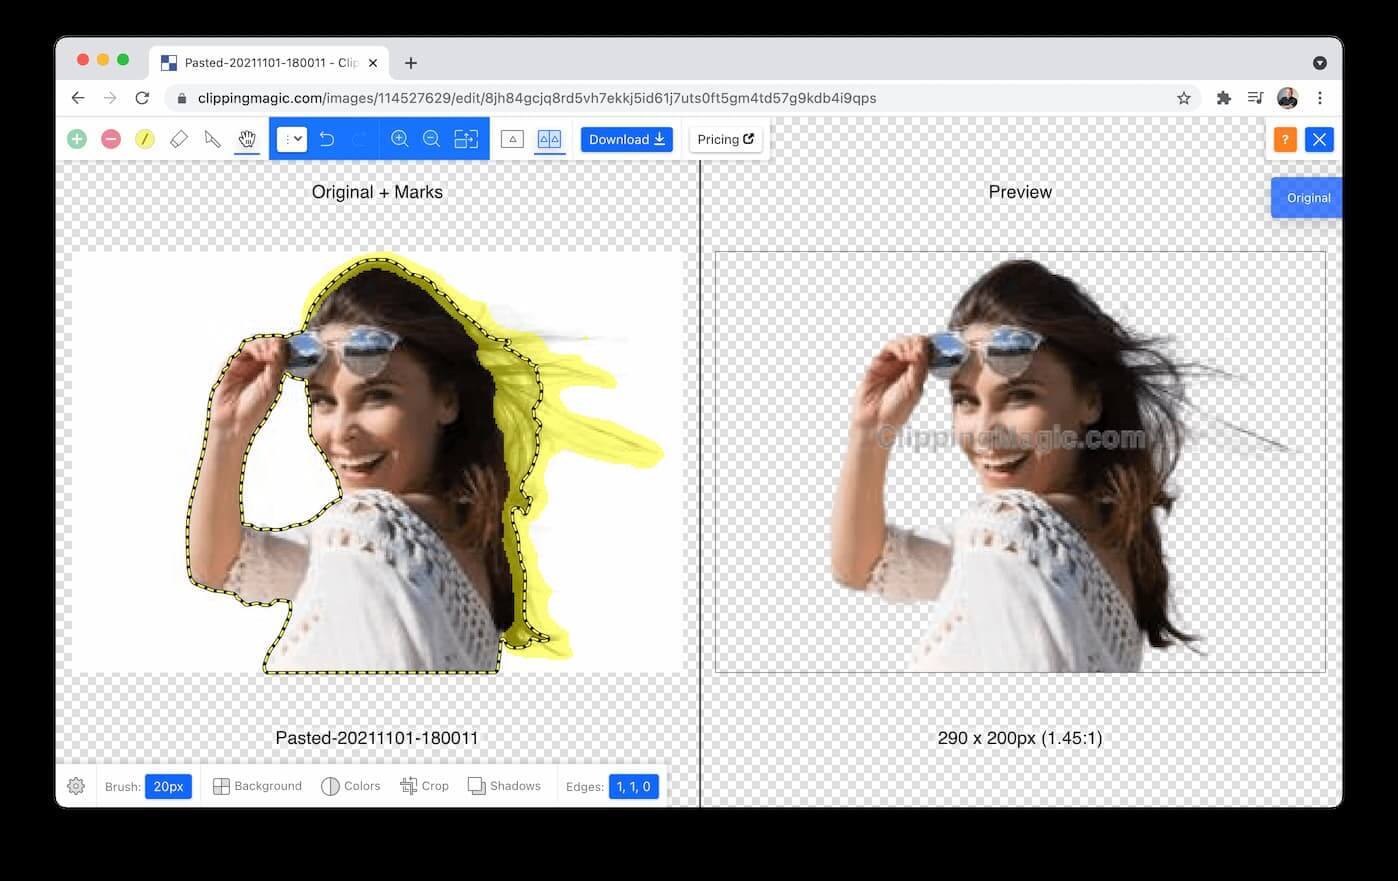 Pasted-20211101-180011 - Clip
clippingmagic.com/images/114527629/edit/8jh84gcjq8rd5vh7ekkj5id61j7uts0ft5gm4td57g9kdb4i9qps
Download
Pricing
?
Original + Marks
Preview
Original
ClippingMagic.com
Pasted-20211101-180011
290 x 200px (1.45:1)
Brush: 20px Background Colors Crop Shadows Edges: 1, 1, 0